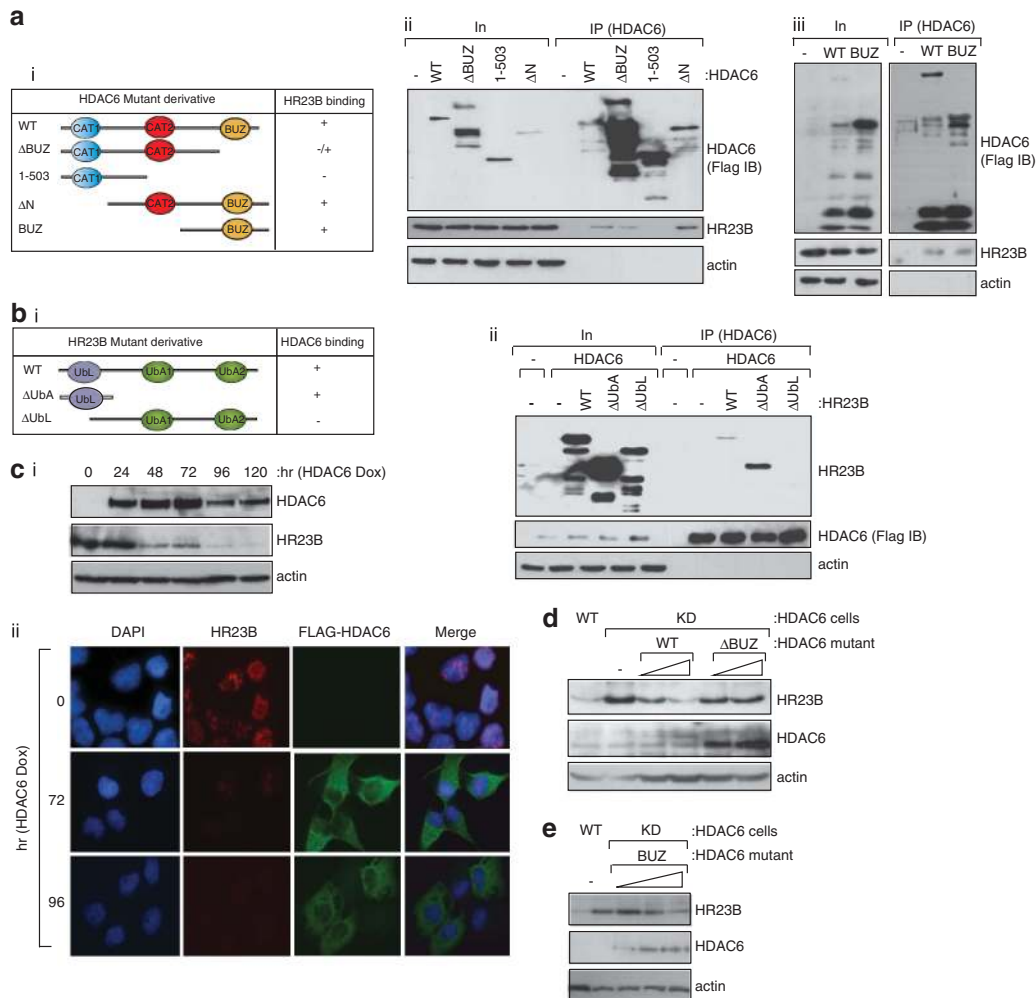 a
i
HDAC6 Mutant derivative HR23B binding
WT CAT1 CAT2 BUZ +
ΔBUZ CAT1 CAT2 -/+
1-503 CAT1 -
ΔN CAT2 BUZ +
BUZ BUZ +
ii
In IP (HDAC6)
- WT ΔBUZ 1-503 ΔN - WT ΔBUZ 1-503 ΔN :HDAC6
HDAC6
(Flag IB)
HR23B
actin
iii
In IP (HDAC6)
- WT BUZ - WT BUZ
HDAC6
(Flag IB)
HR23B
actin
b i
HR23B Mutant derivative HDAC6 binding
WT UbL UbA1 UbA2 +
ΔUbA UbL +
ΔUbL UbA1 UbA2 -
ii
In IP (HDAC6)
- HDAC6 - HDAC6
- - WT ΔUbA ΔUbL - - WT ΔUbA ΔUbL :HR23B
HR23B
HDAC6 (Flag IB)
actin
c i
0 24 48 72 96 120 :hr (HDAC6 Dox)
HDAC6
HR23B
actin
ii
DAPI HR23B FLAG-HDAC6 Merge
hr (HDAC6 Dox)
0
72
96
d
WT KD :HDAC6 cells
WT ΔBUZ :HDAC6 mutant
-
HR23B
HDAC6
actin
e
WT KD :HDAC6 cells
BUZ :HDAC6 mutant
-
HR23B
HDAC6
actin